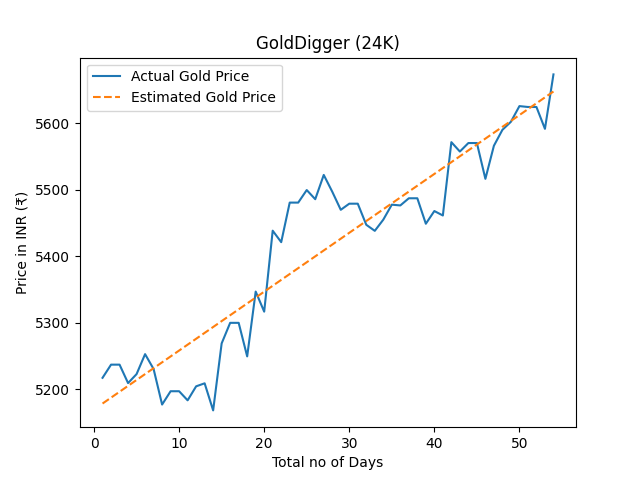 GoldDigger (24K)
Actual Gold Price
Estimated Gold Price
Price in INR (₹)
5600
5500
5400
5300
5200
0 10 20 30 40 50
Total no of Days